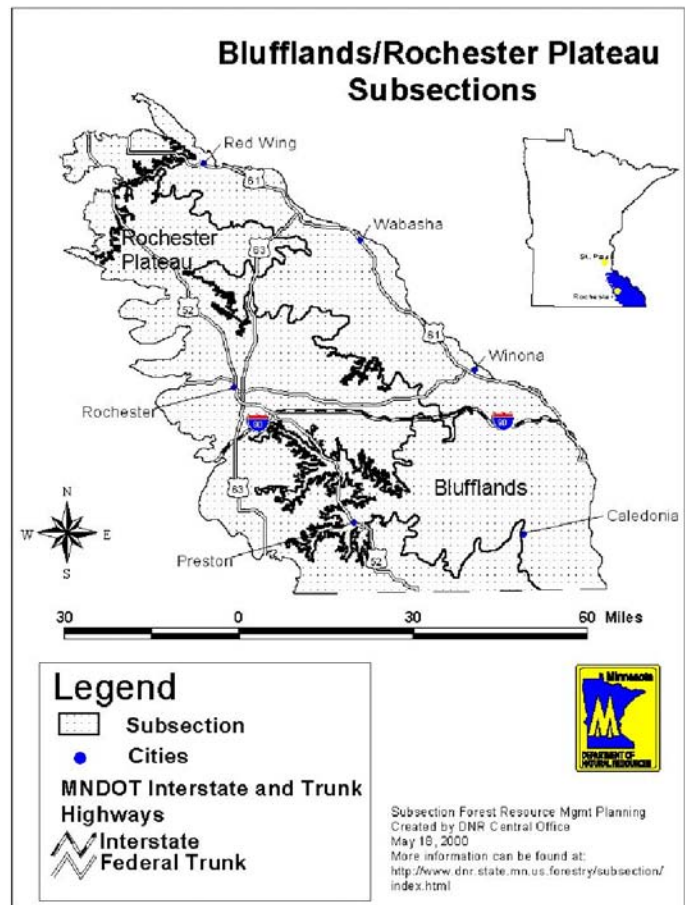 Blufflands/Rochester Plateau
Subsections
Red Wing
61
Wabasha
Rochester
Plateau
63
52
St. Paul
Rochester
61
Winona
Rochester
90
90
Blufflands
63
Caledonia
N
W E
S
Preston
52
30 0 30 60 Miles
Legend
Subsection
Cities
MNDOT Interstate and Trunk
Highways
Interstate
Federal Trunk
Minnesota
DEPARTMENT OF
NATURAL RESOURCES
Subsection Forest Resource Mgmt Planning
Created by DNR Central Office
May 18, 2000
More information can be found at:
http://www.dnr.state.mn.us.forestry/subsection/
index.html